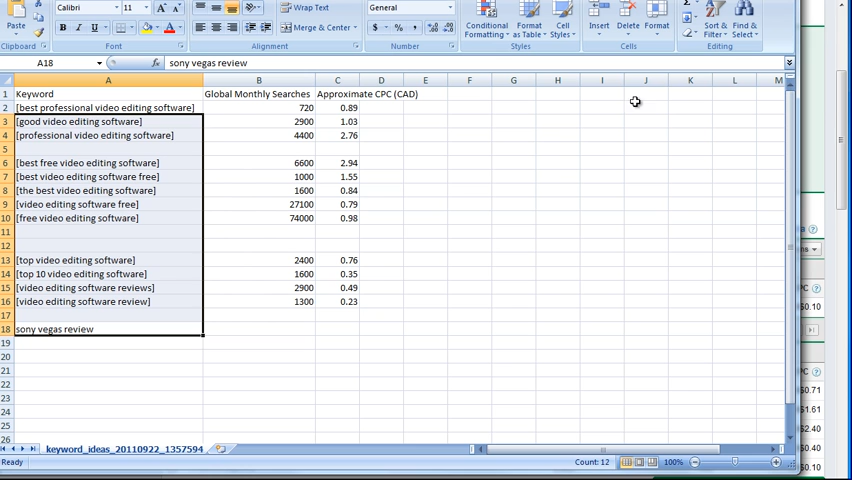 Calibri 11 Wrap Text General
Paste B I U Merge & Center $ % , Conditional Formatting Format as Table Cell Styles Insert Delete Format Sort & Filter Find & Select
Font Alignment Number Styles Cells Editing
A18 fx sony vegas review
A B C D E F G H I J K L M
1 Keyword Global Monthly Searches Approximate CPC (CAD)
2 [best professional video editing software] 720 0.89
3 [good video editing software] 2900 1.03
4 [professional video editing software] 4400 2.76
5
6 [best free video editing software] 6600 2.94
7 [best video editing software free] 1000 1.55
8 [the best video editing software] 1600 0.84
9 [video editing software free] 27100 0.79
10 [free video editing software] 74000 0.98
11
12
13 [top video editing software] 2400 0.76
14 [top 10 video editing software] 1600 0.35
15 [video editing software reviews] 2900 0.49
16 [video editing software review] 1300 0.23
17
18 sony vegas review
19
20
21
22
23
24
25
26
keyword_ideas_20110922_1357594
Ready Count: 12 100%
PC
$0.10
PC
$0.71
$1.61
$2.40
$0.40
$0.10